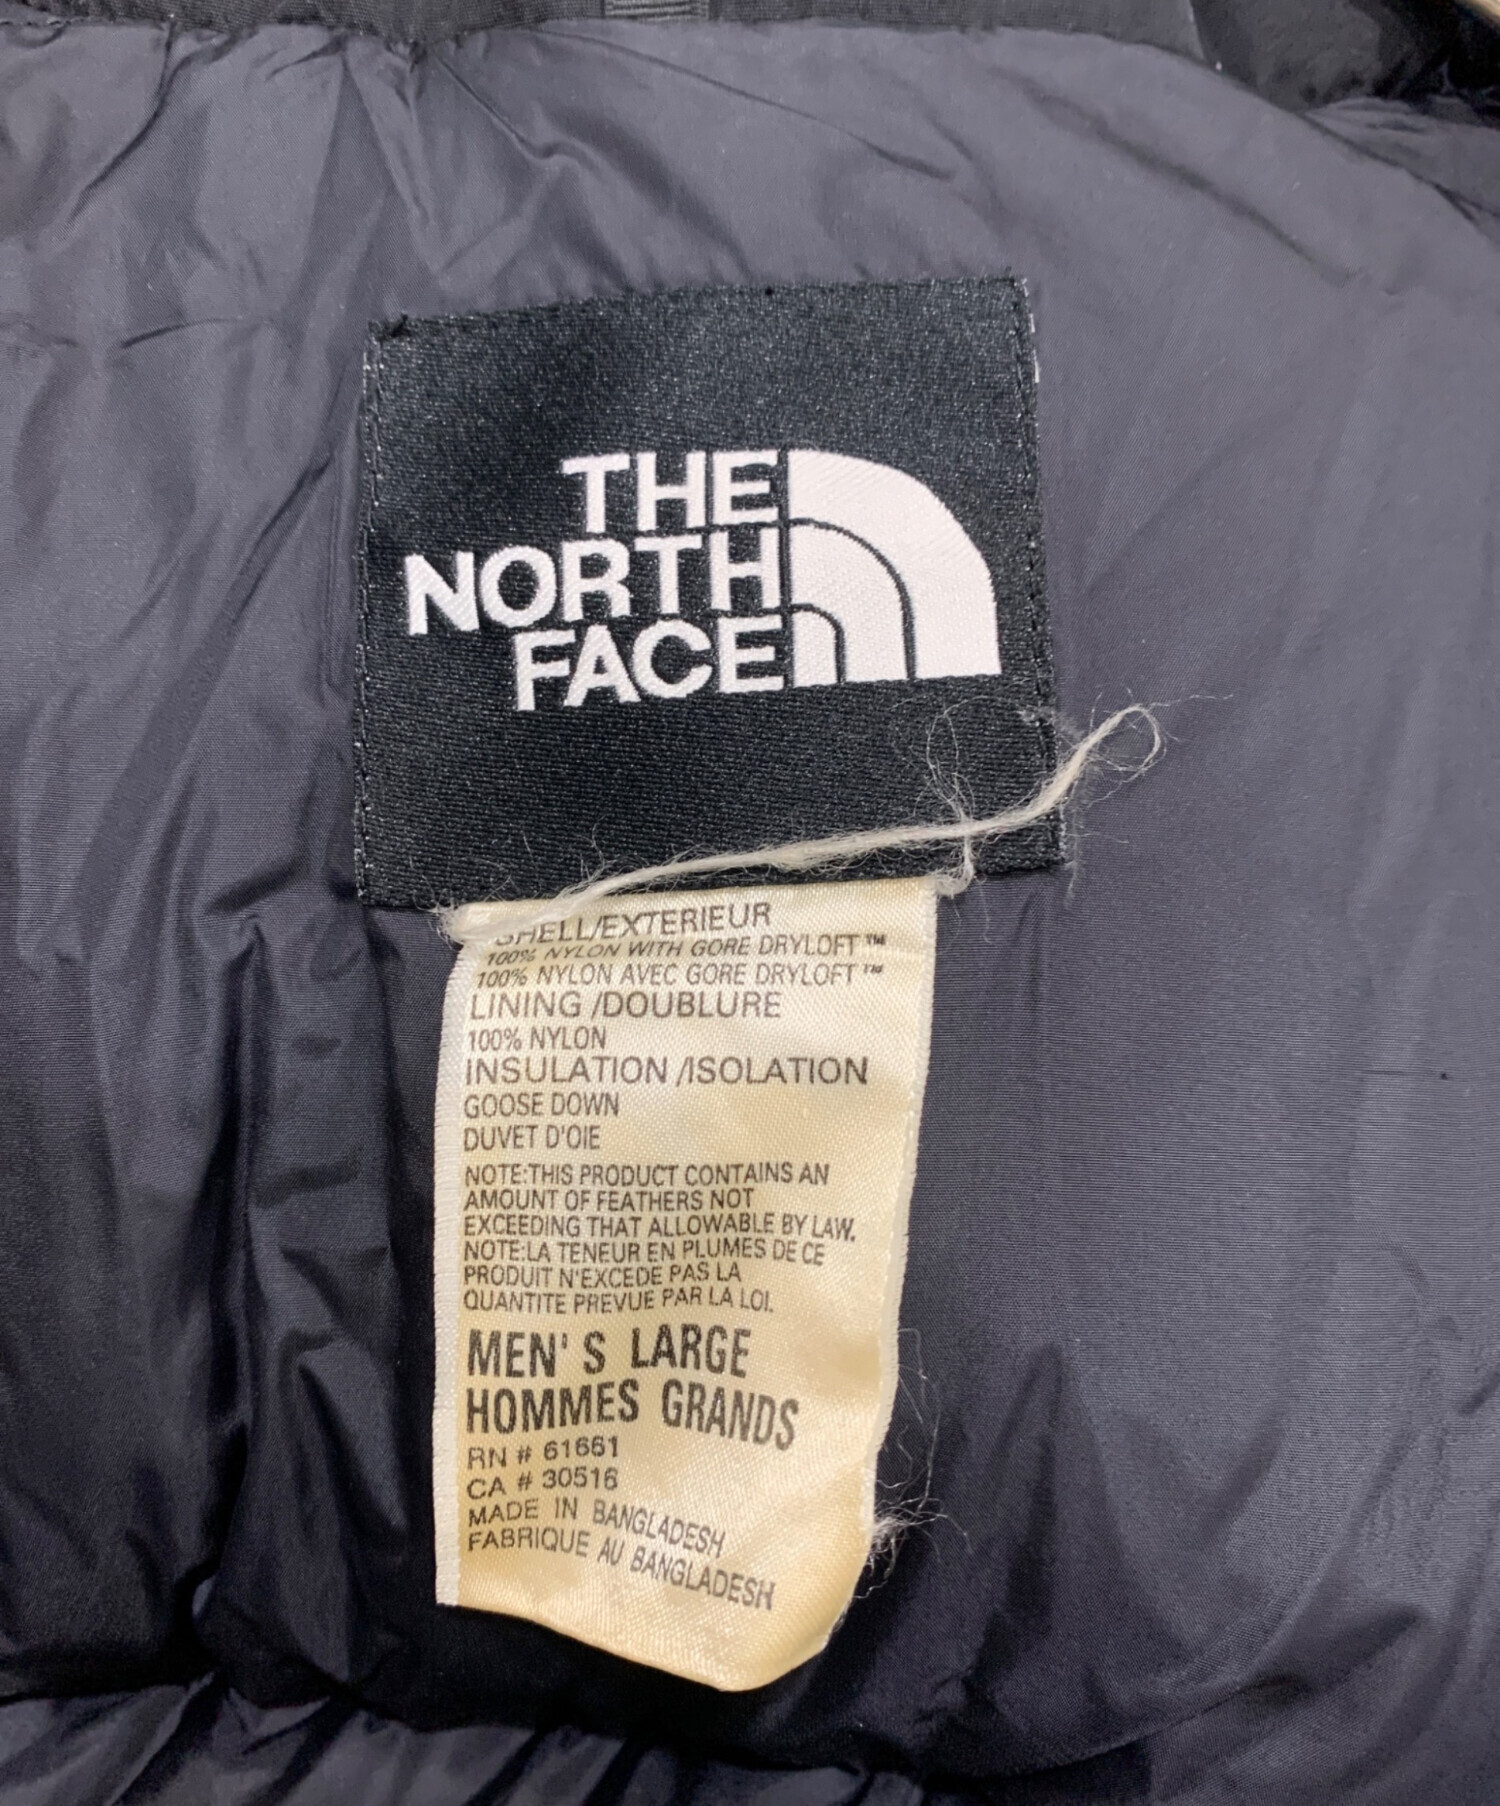 THE
NORTH
FACE
SHELL/EXTERIEUR
100% NYLON WITH GORE DRYLOFT™
100% NYLON AVEC GORE DRYLOFT™
LINING /DOUBLURE
100% NYLON
INSULATION /ISOLATION
GOOSE DOWN
DUVET D'OIE
NOTE:THIS PRODUCT CONTAINS AN
AMOUNT OF FEATHERS NOT
EXCEEDING THAT ALLOWABLE BY LAW.
NOTE:LA TENEUR EN PLUMES DE CE
PRODUIT N'EXCEDE PAS LA
QUANTITE PREVUE PAR LA LOI.
MEN'S LARGE
HOMMES GRANDS
RN # 61661
CA # 30516
MADE IN BANGLADESH
FABRIQUE AU BANGLADESH